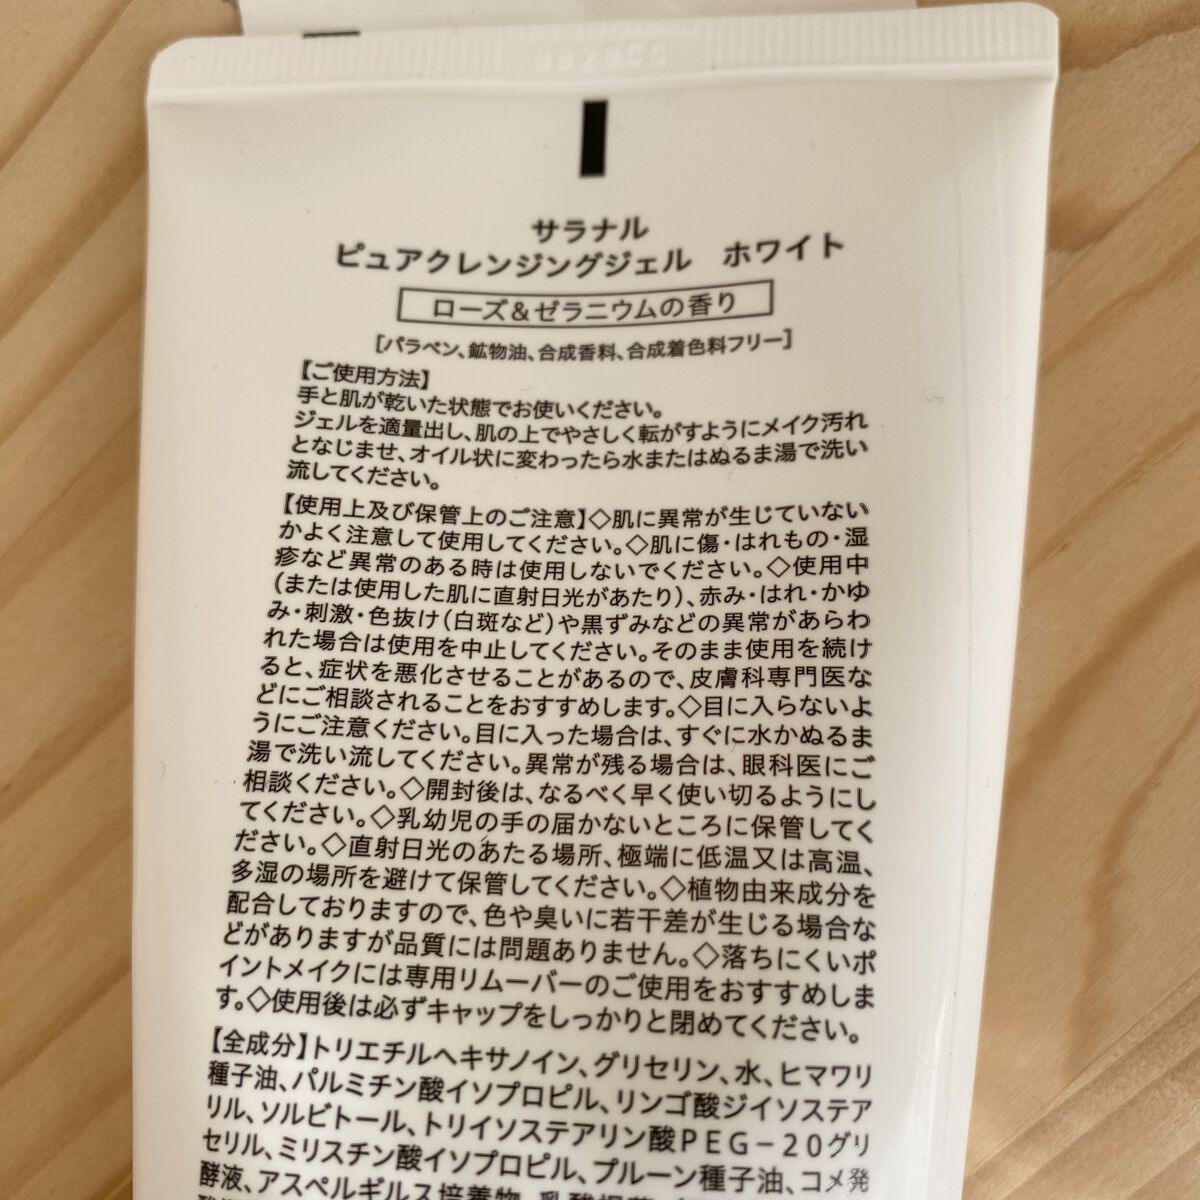 サラナル
ピュアクレンジングジェル ホワイト
ローズ&ゼラニウムの香り
[パラベン、鉱物油、合成香料、合成着色料フリー]
【ご使用方法】
手と肌が乾いた状態でお使いください。
ジェルを適量出し、肌の上でやさしく転がすようにメイク汚れ
となじませ、オイル状に変わったら水またはぬるま湯で洗い
流してください。
【使用上及び保管上のご注意】◇肌に異常が生じていない
かよく注意して使用してください。◇肌に傷・はれもの・湿
疹など異常のある時は使用しないでください。◇使用中
(または使用した肌に直射日光があたり)、赤み・はれ・かゆ
み・刺激・色抜け(白斑など)や黒ずみなどの異常があらわ
れた場合は使用を中止してください。そのまま使用を続け
ると、症状を悪化させることがあるので、皮膚科専門医な
どにご相談されることをおすすめします。◇目に入らないよ
うにご注意ください。目に入った場合は、すぐに水かぬるま
湯で洗い流してください。異常が残る場合は、眼科医にご
相談ください。◇開封後は、なるべく早く使い切るようにし
てください。◇乳幼児の手の届かないところに保管してく
ださい。◇直射日光のあたる場所、極端に低温又は高温、
多湿の場所を避けて保管してください。◇植物由来成分を
配合しておりますので、色や臭いに若干差が生じる場合な
どがありますが品質には問題ありません。◇落ちにくいポ
イントメイクには専用リムーバーのご使用をおすすめしま
す。◇使用後は必ずキャップをしっかりと閉めてください。
【全成分】トリエチルヘキサノイン、グリセリン、水、ヒマワリ
種子油、パルミチン酸イソプロピル、リンゴ酸ジイソステア
リル、ソルビトール、トリイソステアリン酸PEG-20グリ
セリル、ミリスチン酸イソプロピル、プルーン種子油、コメ発
酵液、アスペルギルス培養物、